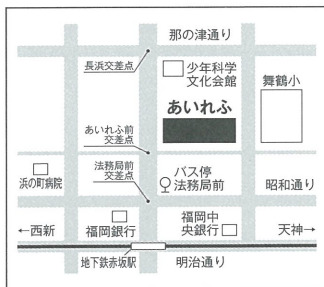 那の津通り
長浜交差点
少年科学
文化会館
舞鶴小
あいれふ
あいれふ前
交差点
法務局前
交差点
バス停
法務局前
浜の町病院
昭和通り
←西新
福岡銀行
福岡中
央銀行
天神→
地下鉄赤坂駅
明治通り